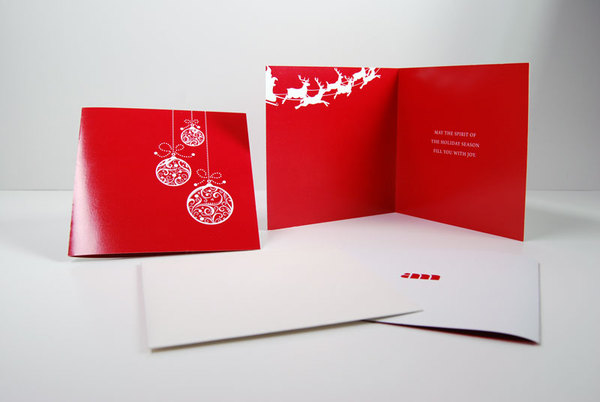 MAY THE SPIRIT OF
THE HOLIDAY SEASON
FILL YOU WITH JOY.